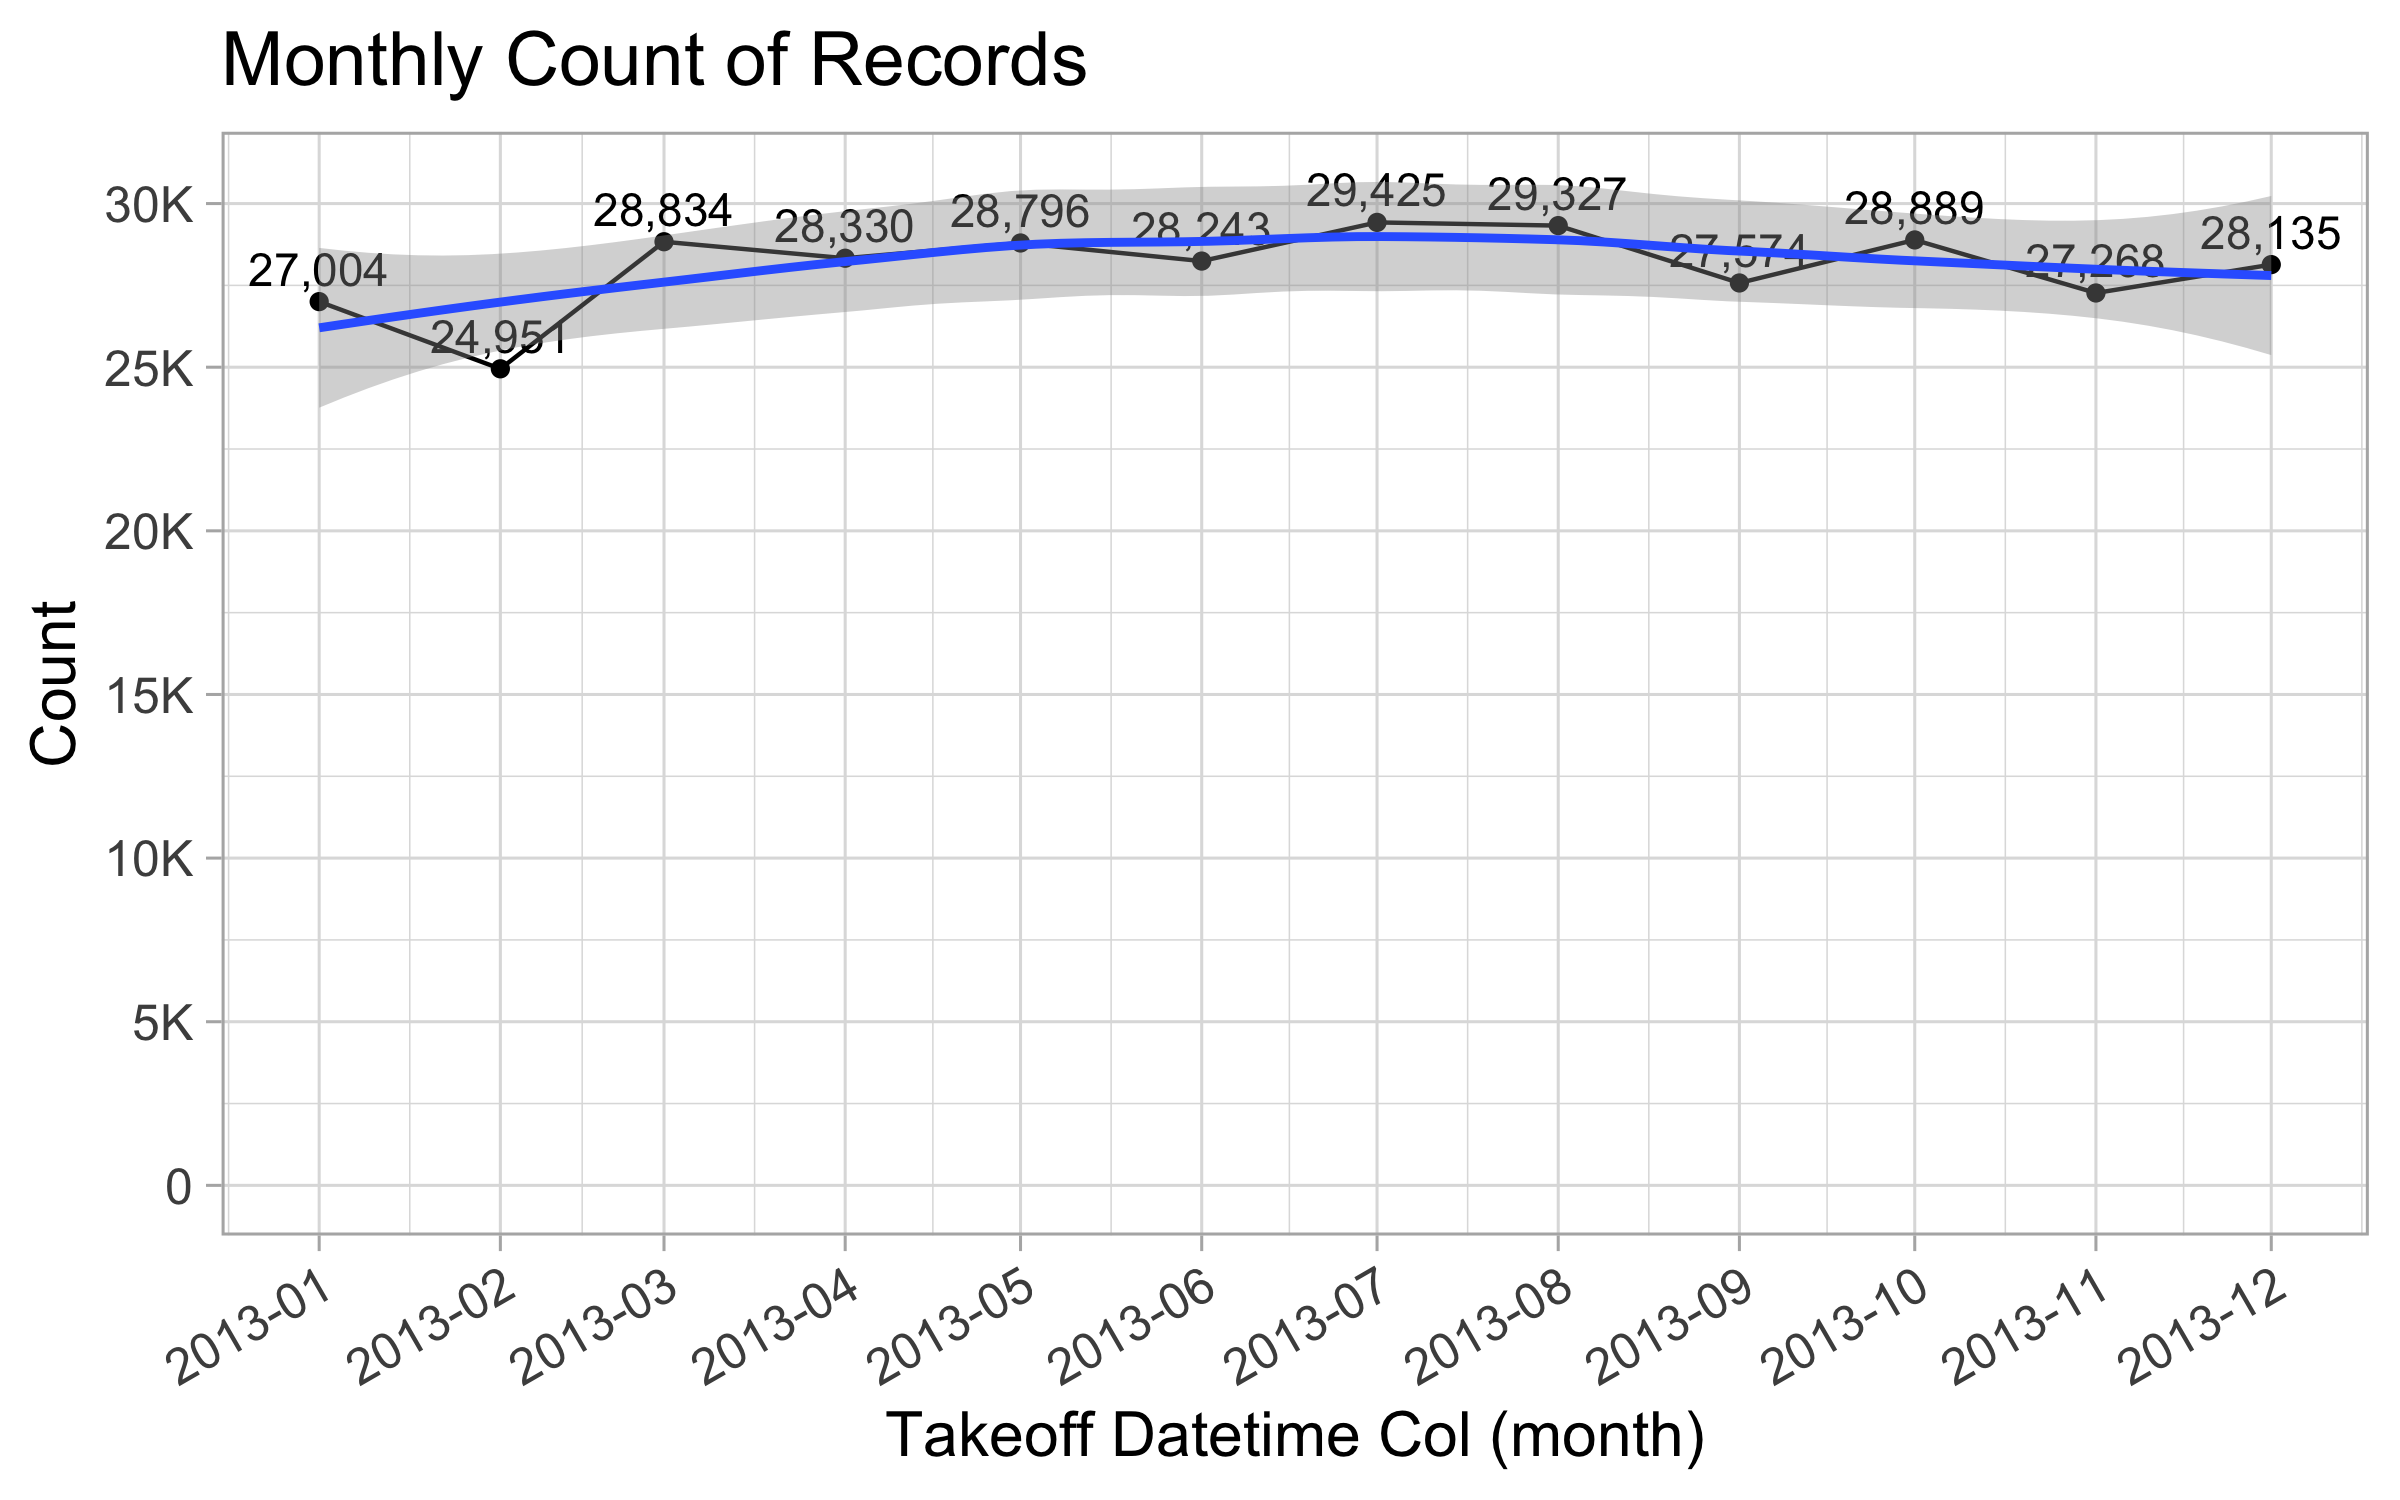 Monthly Count of Records
Count
30K
25K
20K
15K
10K
5K
0
27,004
24,951
28,834
28,330
28,796
28,243
29,425
29,327
27,574
28,889
27,268
28,135
2013-01
2013-02
2013-03
2013-04
2013-05
2013-06
2013-07
2013-08
2013-09
2013-10
2013-11
2013-12
Takeoff Datetime Col (month)